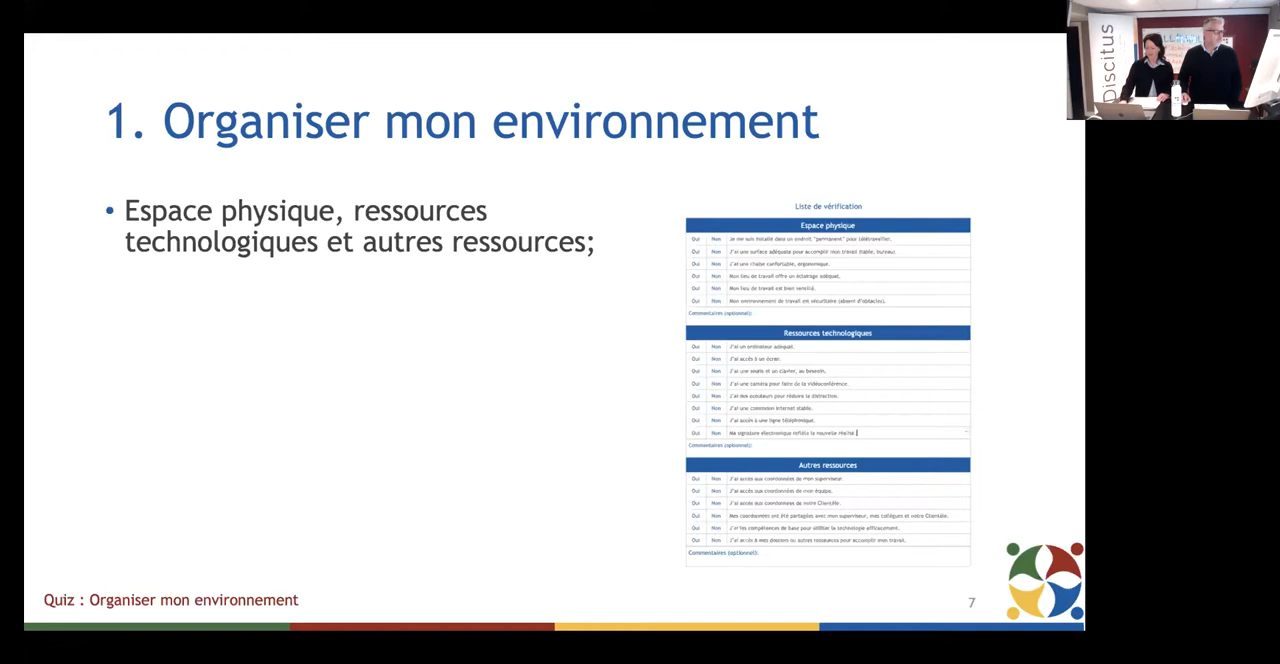 1. Organiser mon environnement
• Espace physique, ressources
technologiques et autres ressources;
Liste de vérification
Espace physique
Oui Non Je me suis installé dans un endroit "permanent" pour télétravailler.
Oui Non J'ai une surface adéquate pour accomplir mon travail (table, bureau).
Oui Non J'ai une chaise confortable, ergonomique.
Oui Non Mon lieu de travail offre un éclairage adéquat.
Oui Non Mon lieu de travail est bien ventilé.
Oui Non Mon environnement de travail est sécuritaire (absent d'obstacles).
Commentaires (optionnel):
Ressources technologiques
Oui Non J'ai un ordinateur adéquat.
Oui Non J'ai accès à un écran.
Oui Non J'ai une souris et un clavier, au besoin.
Oui Non J'ai une caméra pour faire de la vidéoconférence.
Oui Non J'ai des écouteurs pour réduire la distraction.
Oui Non J'ai une connexion Internet stable.
Oui Non J'ai accès à une ligne téléphonique.
Oui Non Ma signature électronique reflète la nouvelle réalité
Commentaires (optionnel):
Autres ressources
Oui Non J'ai accès aux coordonnées de mon superviseur.
Oui Non J'ai accès aux coordonnées de mon équipe.
Oui Non J'ai accès aux coordonnées de notre Clientèle.
Oui Non Mes coordonnées ont été partagées avec mon superviseur, mes collègues et notre Clientèle.
Oui Non J'ai les compétences de base pour utiliser la technologie efficacement.
Oui Non J'ai accès à mes dossiers ou autres ressources pour accomplir mon travail.
Commentaires (optionnel):
Quiz : Organiser mon environnement
7
Discitus